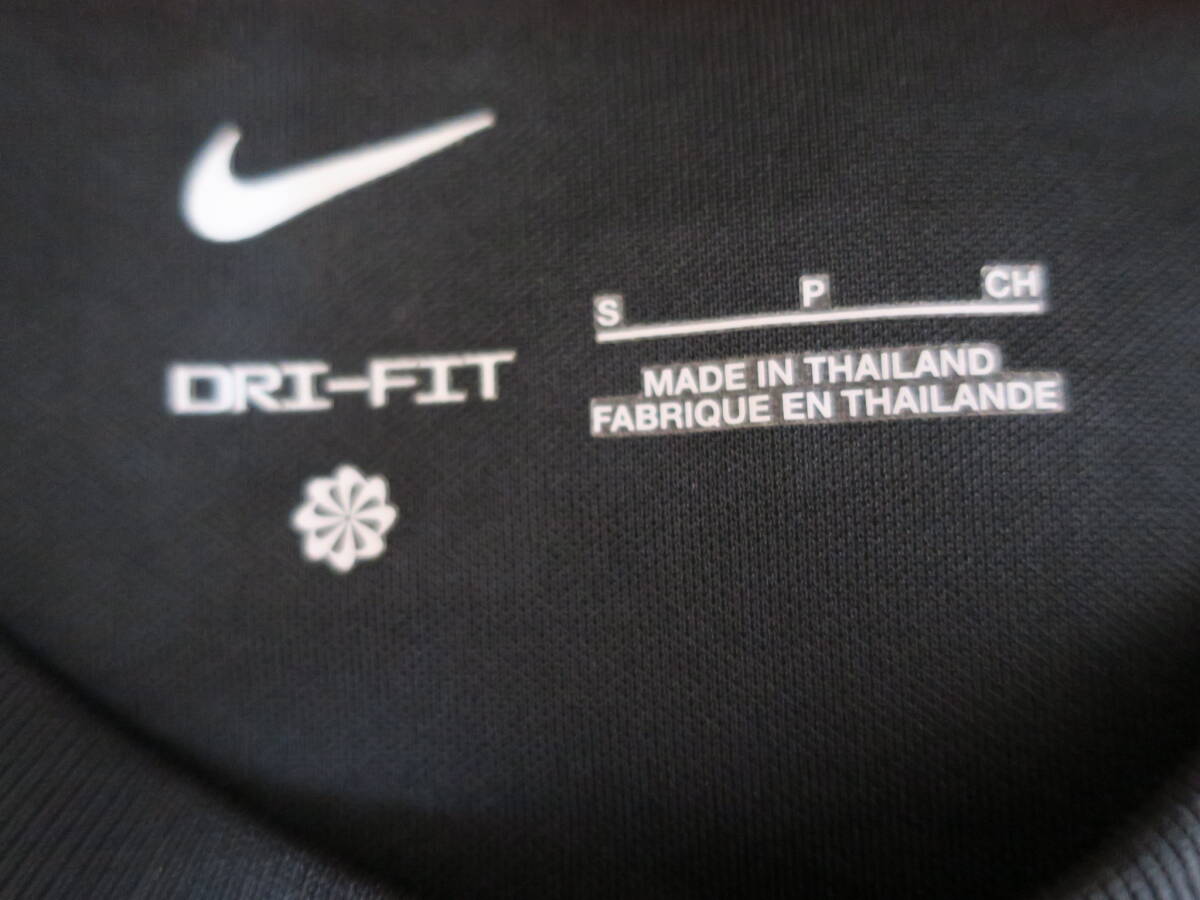 DRI-FIT
S P CH
MADE IN THAILAND
FABRIQUE EN THAILANDE